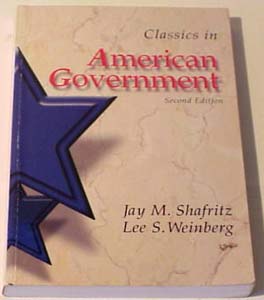 Classics in
American
Government
Second Edition
Jay M. Shafritz
Lee S. Weinberg